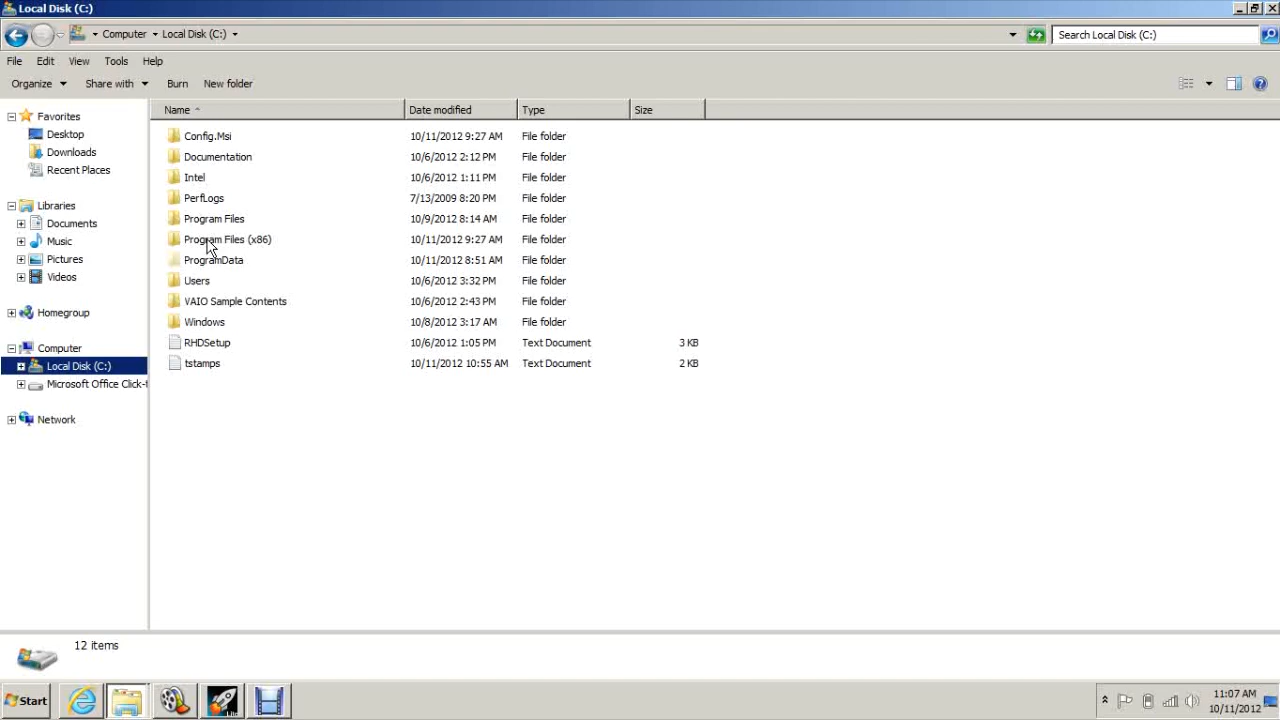 Local Disk (C:)
Computer Local Disk (C:) Search Local Disk (C:)
File Edit View Tools Help
Organize Share with Burn New folder
Favorites
Desktop
Downloads
Recent Places
Libraries
Documents
Music
Pictures
Videos
Homegroup
Computer
Local Disk (C:)
Microsoft Office Click-t
Network
Name Date modified Type Size
Config.Msi 10/11/2012 9:27 AM File folder
Documentation 10/6/2012 2:12 PM File folder
Intel 10/6/2012 1:11 PM File folder
PerfLogs 7/13/2009 8:20 PM File folder
Program Files 10/9/2012 8:14 AM File folder
Program Files (x86) 10/11/2012 9:27 AM File folder
ProgramData 10/11/2012 8:51 AM File folder
Users 10/6/2012 3:32 PM File folder
VAIO Sample Contents 10/6/2012 2:43 PM File folder
Windows 10/8/2012 3:17 AM File folder
RHDSetup 10/6/2012 1:05 PM Text Document 3 KB
tstamps 10/11/2012 10:55 AM Text Document 2 KB
12 items
Start Lite 11:07 AM
10/11/2012